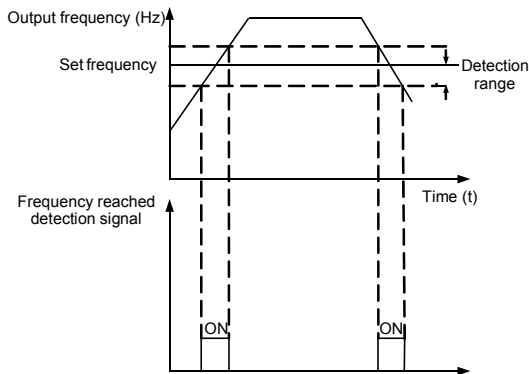 Output frequency (Hz)
Set frequency
Detection
range
Time (t)
Frequency reached
detection signal
ON
ON